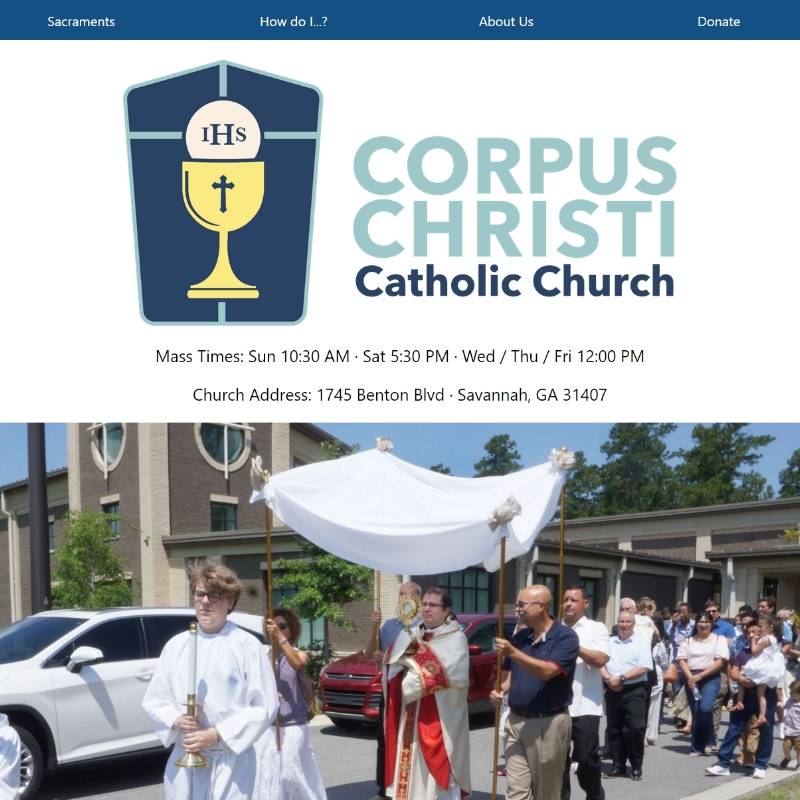 Sacraments How do I...? About Us Donate
IHS
CORPUS
CHRISTI
Catholic Church
Mass Times: Sun 10:30 AM · Sat 5:30 PM · Wed / Thu / Fri 12:00 PM
Church Address: 1745 Benton Blvd · Savannah, GA 31407